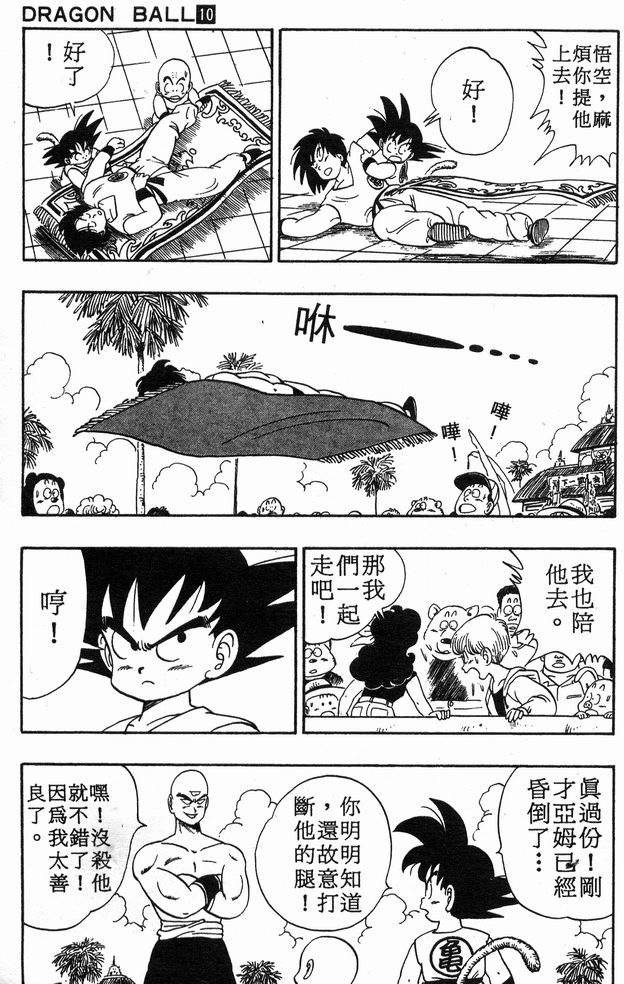 DRAGON BALL 10
悟空，麻
煩你提他
上去！
好！
好了
！
咻
嘩！
嘩！
我也陪
他去。
那我
們一起
走吧！
哼！
眞過份！剛
才亞姆已經
昏倒了…
你明明知道
，還故意打
斷他的腿！
嘿！沒殺他
就不錯了！
因爲我太善
良了。
龜